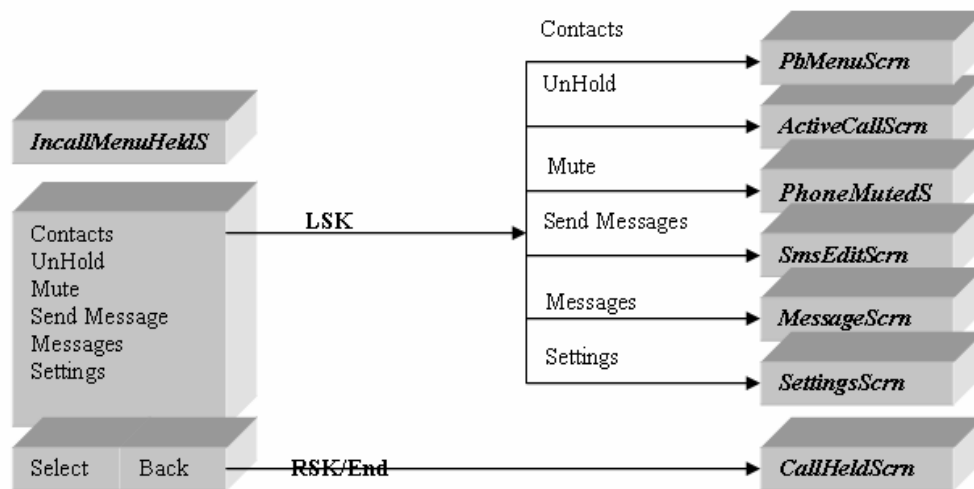 IncallMenuHeldS
Contacts
UnHold
Mute
Send Message
Messages
Settings
Select Back
LSK
RSK/End
Contacts
UnHold
Mute
Send Messages
Messages
Settings
PbMenuScrn
ActiveCallScrn
PhoneMutedS
SmsEditScrn
MessageScrn
SettingsScrn
CallHeldScrn